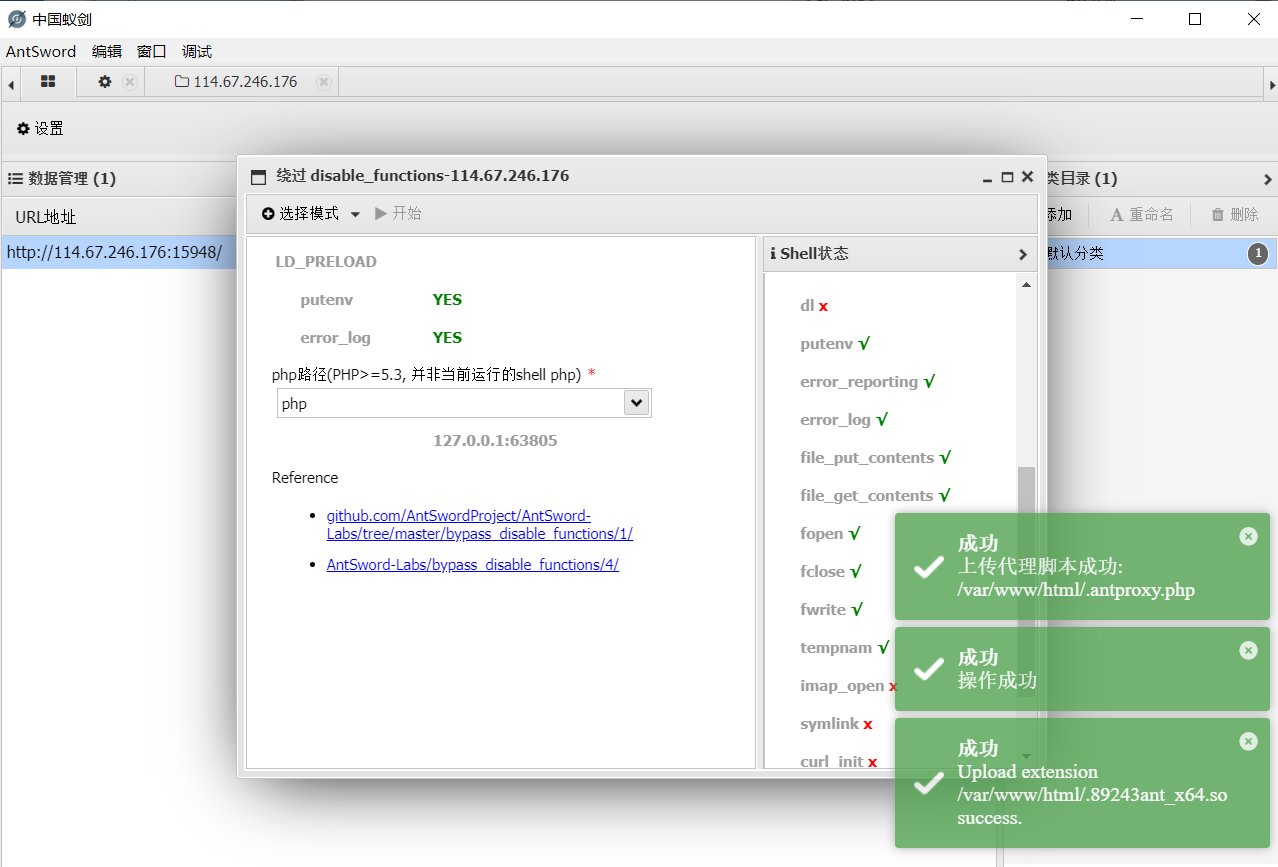 中国蚁剑
AntSword 编辑 窗口 调试
114.67.246.176
设置
数据管理 (1)
URL地址
http://114.67.246.176:15948/
绕过 disable_functions-114.67.246.176
选择模式 开始
LD_PRELOAD
putenv YES
error_log YES
php路径(PHP>=5.3, 并非当前运行的shell php) *
php
127.0.0.1:63805
Reference
github.com/AntSwordProject/AntSword-
Labs/tree/master/bypass_disable_functions/1/
AntSword-Labs/bypass_disable_functions/4/
Shell状态
dl x
putenv √
error_reporting √
error_log √
file_put_contents √
file_get_contents √
fopen √
fclose √
fwrite √
tempnam √
imap_open x
symlink x
curl_init x
类目录 (1)
添加 重命名 删除
默认分类 1
成功
上传代理脚本成功:
/var/www/html/.antproxy.php
成功
操作成功
成功
Upload extension
/var/www/html/.89243ant_x64.so
success.